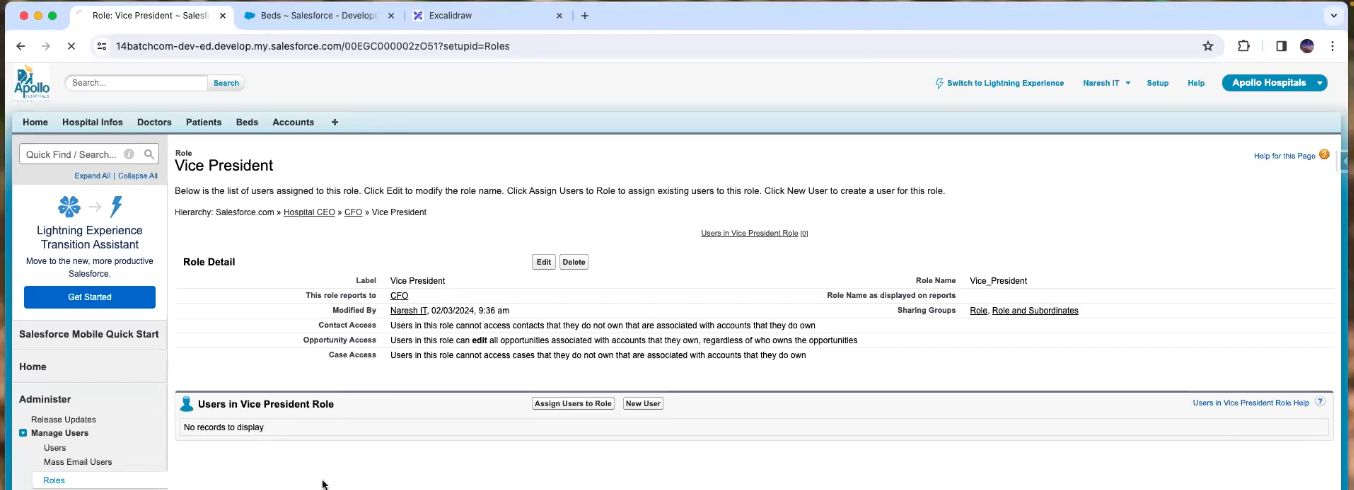 Role: Vice President ~ Salesf
Beds ~ Salesforce - Develope
Excalidraw
14batchcom-dev-ed.develop.my.salesforce.com/00EGC000002zO51?setupid=Roles
Apollo
HOSPITALS
Search...
Search
Switch to Lightning Experience
Naresh IT
Setup
Help
Apollo Hospitals
Home
Hospital Infos
Doctors
Patients
Beds
Accounts
+
Quick Find / Search...
Expand All | Collapse All
Lightning Experience
Transition Assistant
Move to the new, more productive
Salesforce.
Get Started
Salesforce Mobile Quick Start
Home
Administer
Release Updates
Manage Users
Users
Mass Email Users
Roles
Role
Vice President
Help for this Page
Below is the list of users assigned to this role. Click Edit to modify the role name. Click Assign Users to Role to assign existing users to this role. Click New User to create a user for this role.
Hierarchy: Salesforce.com » Hospital CEO » CFO » Vice President
Users in Vice President Role [0]
Role Detail
Edit
Delete
Label Vice President
Role Name Vice_President
This role reports to CFO
Role Name as displayed on reports
Modified By Naresh IT, 02/03/2024, 9:36 am
Sharing Groups Role, Role and Subordinates
Contact Access Users in this role cannot access contacts that they do not own that are associated with accounts that they do own
Opportunity Access Users in this role can edit all opportunities associated with accounts that they own, regardless of who owns the opportunities
Case Access Users in this role cannot access cases that they do not own that are associated with accounts that they do own
Users in Vice President Role
Assign Users to Role
New User
Users in Vice President Role Help
No records to display